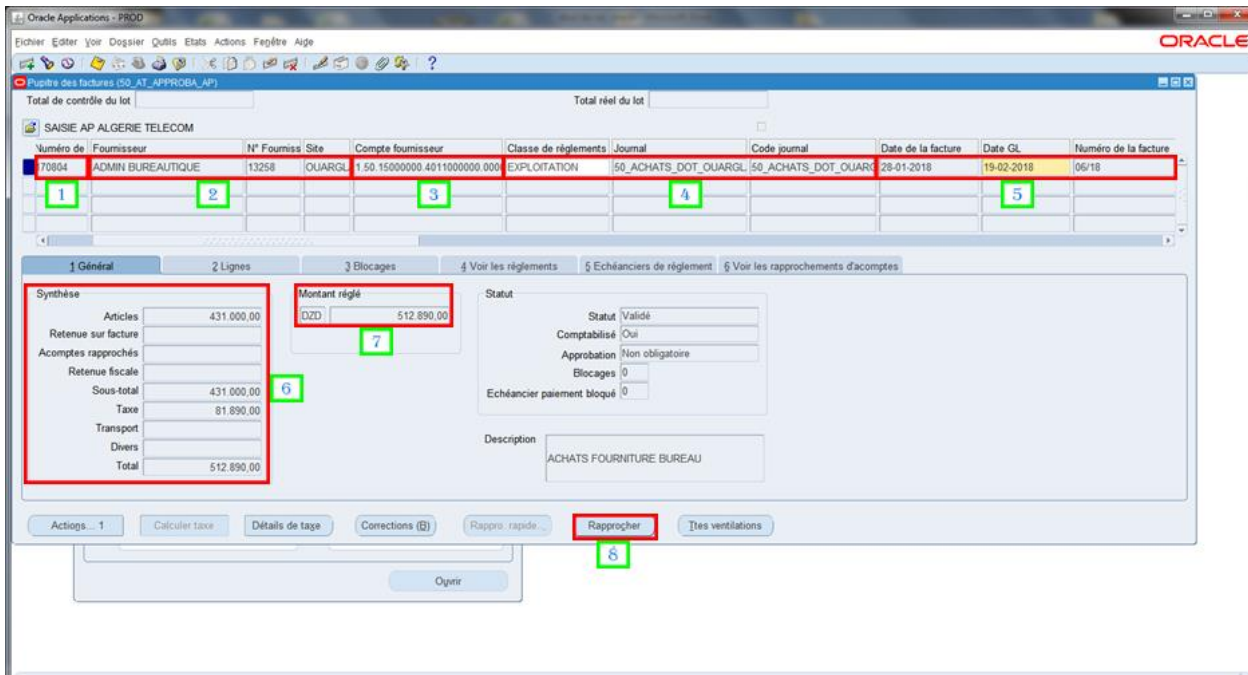 Oracle Applications - PROD
Fichier Editer Voir Dossier Outils Etats Actions Fenêtre Aide
ORACLE
Pupitre des factures (50_AT_APPROBA_AP)
Total de contrôle du lot
Total réel du lot
SAISIE AP ALGERIE TELECOM
Numéro de Fournisseur N° Fourniss Site Compte fournisseur Classe de règlements Journal Code journal Date de la facture Date GL Numéro de la facture
170804 ADMIN BUREAUTIQUE 13258 OUARGL 1.50.15000000.4011000000.000 EXPLOITATION 50_ACHATS_DOT_OUARGL 50_ACHATS_DOT_OUARG 28-01-2018 19-02-2018 06/18
1 2 3 4 5
1 Général 2 Lignes 3 Blocages 4 Voir les règlements 5 Echéanciers de règlement 6 Voir les rapprochements d'acomptes
Synthèse
Articles 431.000,00
Retenue sur facture
Acomptes rapprochés
Retenue fiscale
Sous-total 431.000,00
Taxe 81.890,00
Transport
Divers
Total 512.890,00
6
Montant réglé
DZD 512.890,00
7
Statut
Statut Validé
Comptabilisé Oui
Approbation Non obligatoire
Blocages 0
Echéancier paiement bloqué 0
Description
ACHATS FOURNITURE BUREAU
Actions... 1 Calculer taxe Détails de taxe Corrections (B) Rappro. rapide... Rapprocher Ttes ventilations
8
Ouvrir